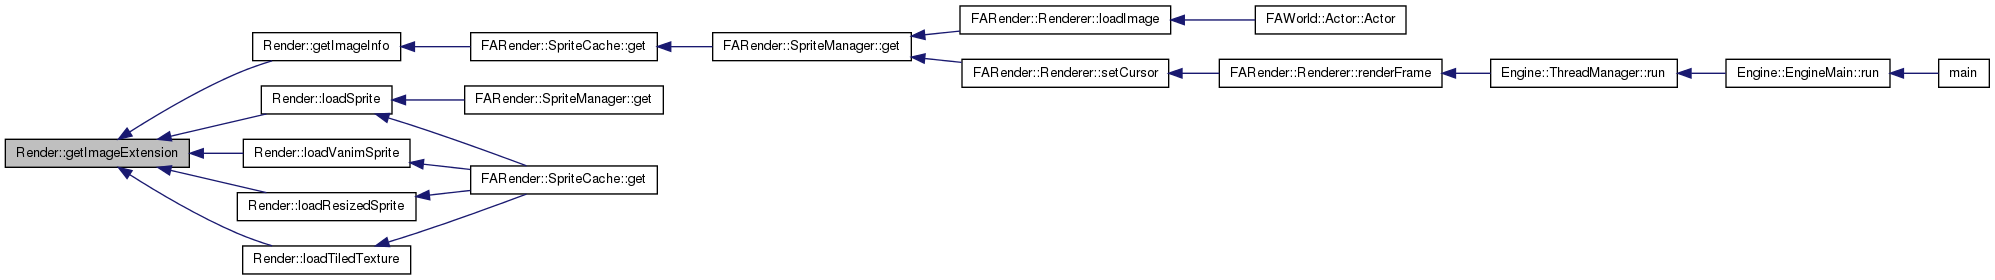 FARender::Renderer::loadImage
FAWorld::Actor::Actor
Render::getImageInfo
FARender::SpriteCache::get
FARender::SpriteManager::get
FARender::Renderer::setCursor
FARender::Renderer::renderFrame
Engine::ThreadManager::run
Engine::EngineMain::run
main
Render::loadSprite
FARender::SpriteManager::get
Render::getImageExtension
Render::loadVanimSprite
FARender::SpriteCache::get
Render::loadResizedSprite
Render::loadTiledTexture